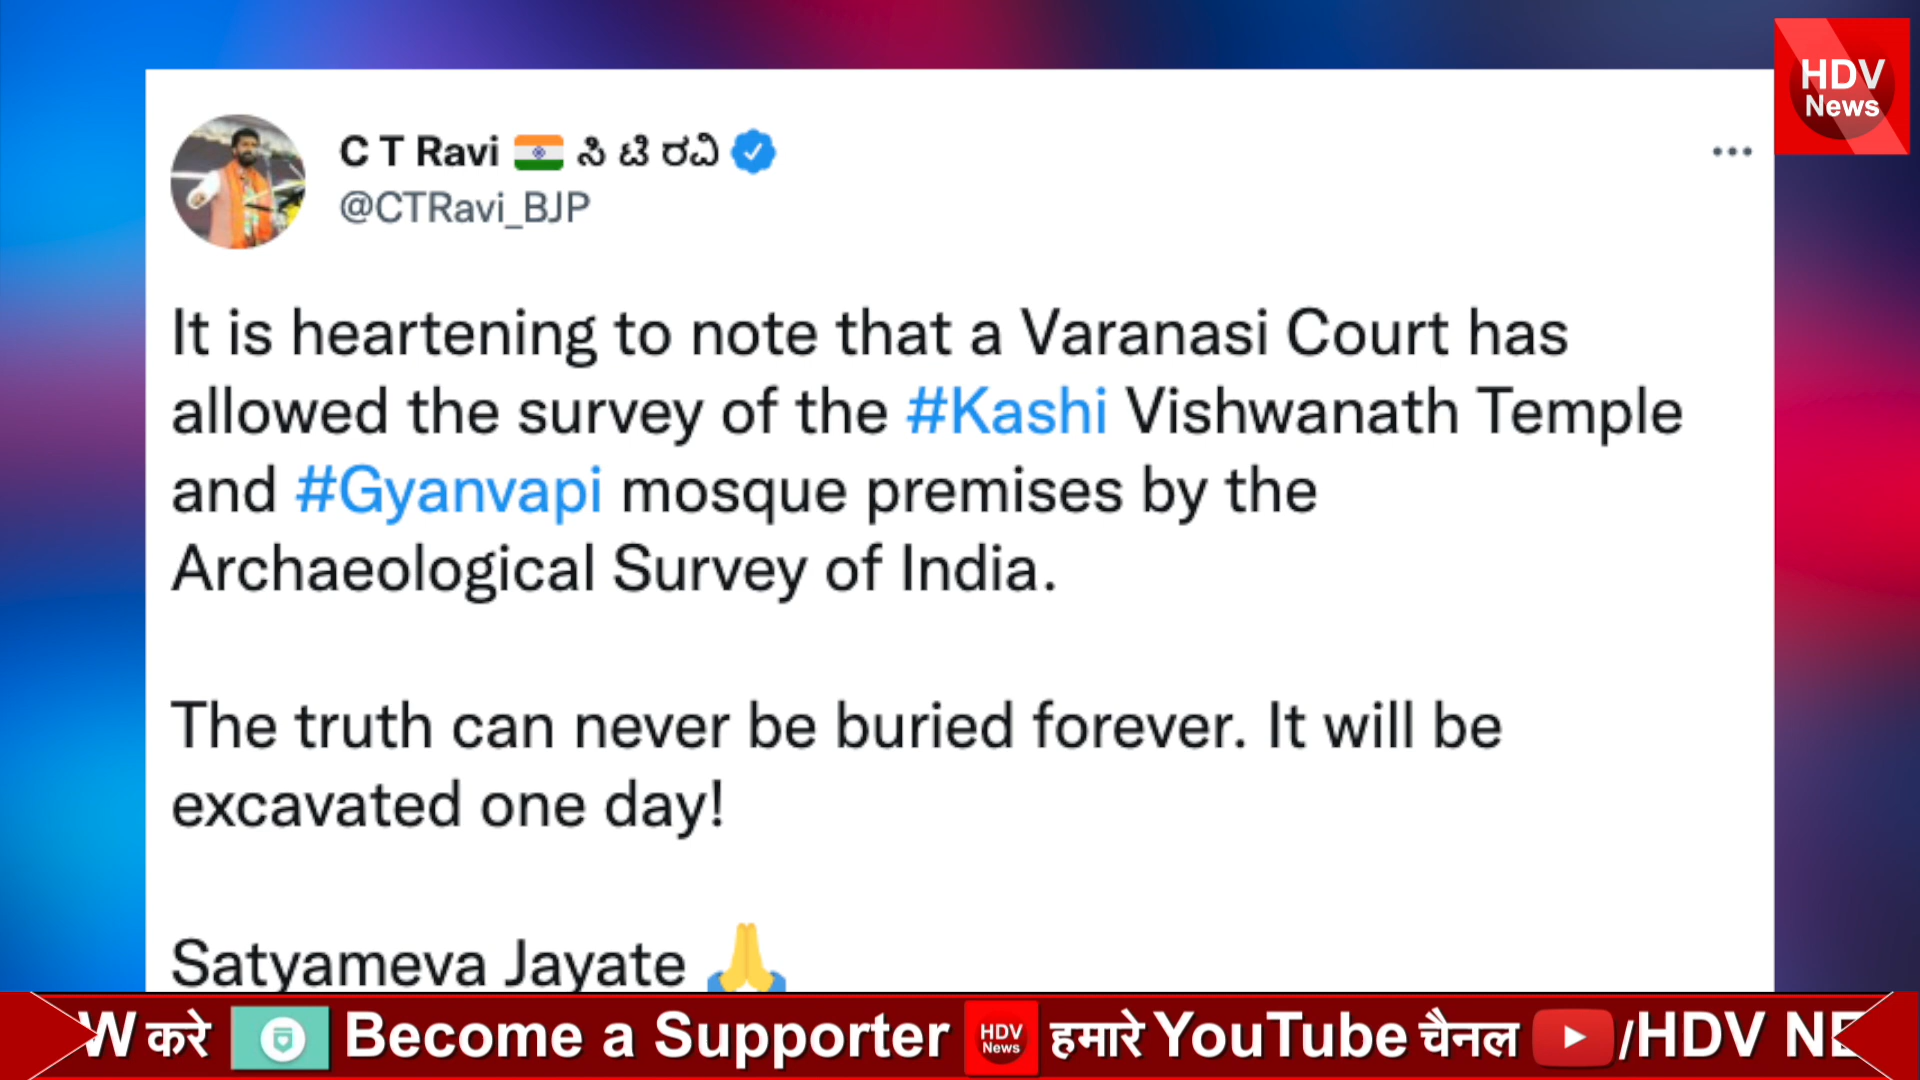 HDV
News
C T Ravi 🇮🇳 ಸಿ ಟಿ ರವಿ
@CTRavi_BJP
It is heartening to note that a Varanasi Court has
allowed the survey of the #Kashi Vishwanath Temple
and #Gyanvapi mosque premises by the
Archaeological Survey of India.
The truth can never be buried forever. It will be
excavated one day!
Satyameva Jayate 🙏
W करे Become a Supporter HDV News हमारे YouTube चैनल /HDV NE